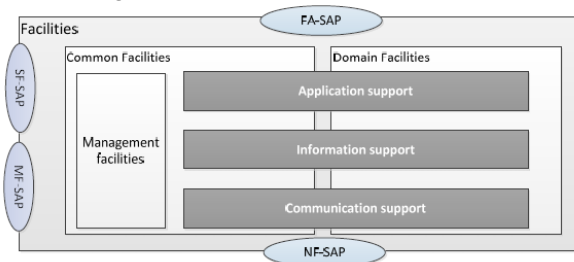 FA-SAP
Facilities
Common Facilities
Domain Facilities
SF-SAP
Application support
Management
facilities
Information support
MF-SAP
Communication support
NF-SAP